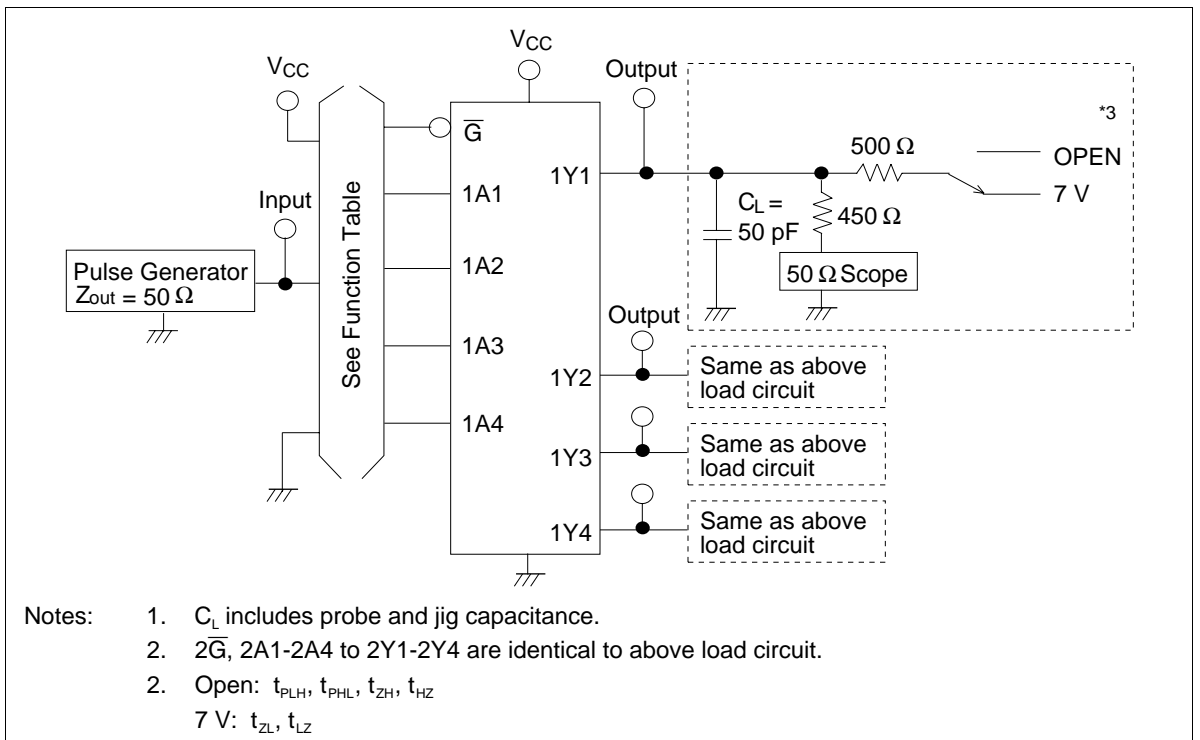 VCC
VCC
Output
*3
G̅
1Y1
500 Ω
OPEN
7 V
Input
1A1
CL =
50 pF
450 Ω
Pulse Generator
Zout = 50 Ω
See Function Table
1A2
50 Ω Scope
Output
1A3
1Y2
Same as above
load circuit
1A4
1Y3
Same as above
load circuit
1Y4
Same as above
load circuit
Notes: 1. CL includes probe and jig capacitance.
2. 2G̅, 2A1-2A4 to 2Y1-2Y4 are identical to above load circuit.
2. Open: tPLH, tPHL, tZH, tHZ
7 V: tZL, tLZ